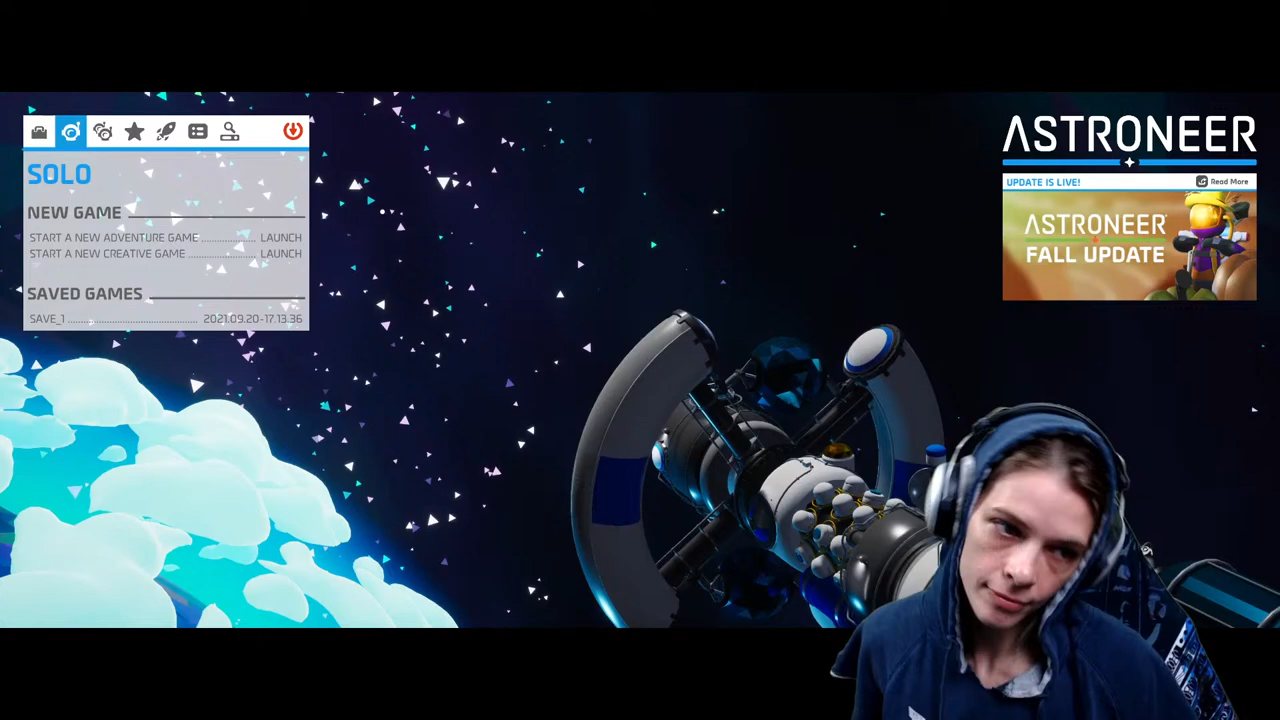 SOLO
NEW GAME
START A NEW ADVENTURE GAME .................. LAUNCH
START A NEW CREATIVE GAME ...................... LAUNCH
SAVED GAMES
SAVE_1 ........................................... 2021.09.20-17.13.36
ASTRONEER
UPDATE IS LIVE! Read More
ASTRONEER
FALL UPDATE